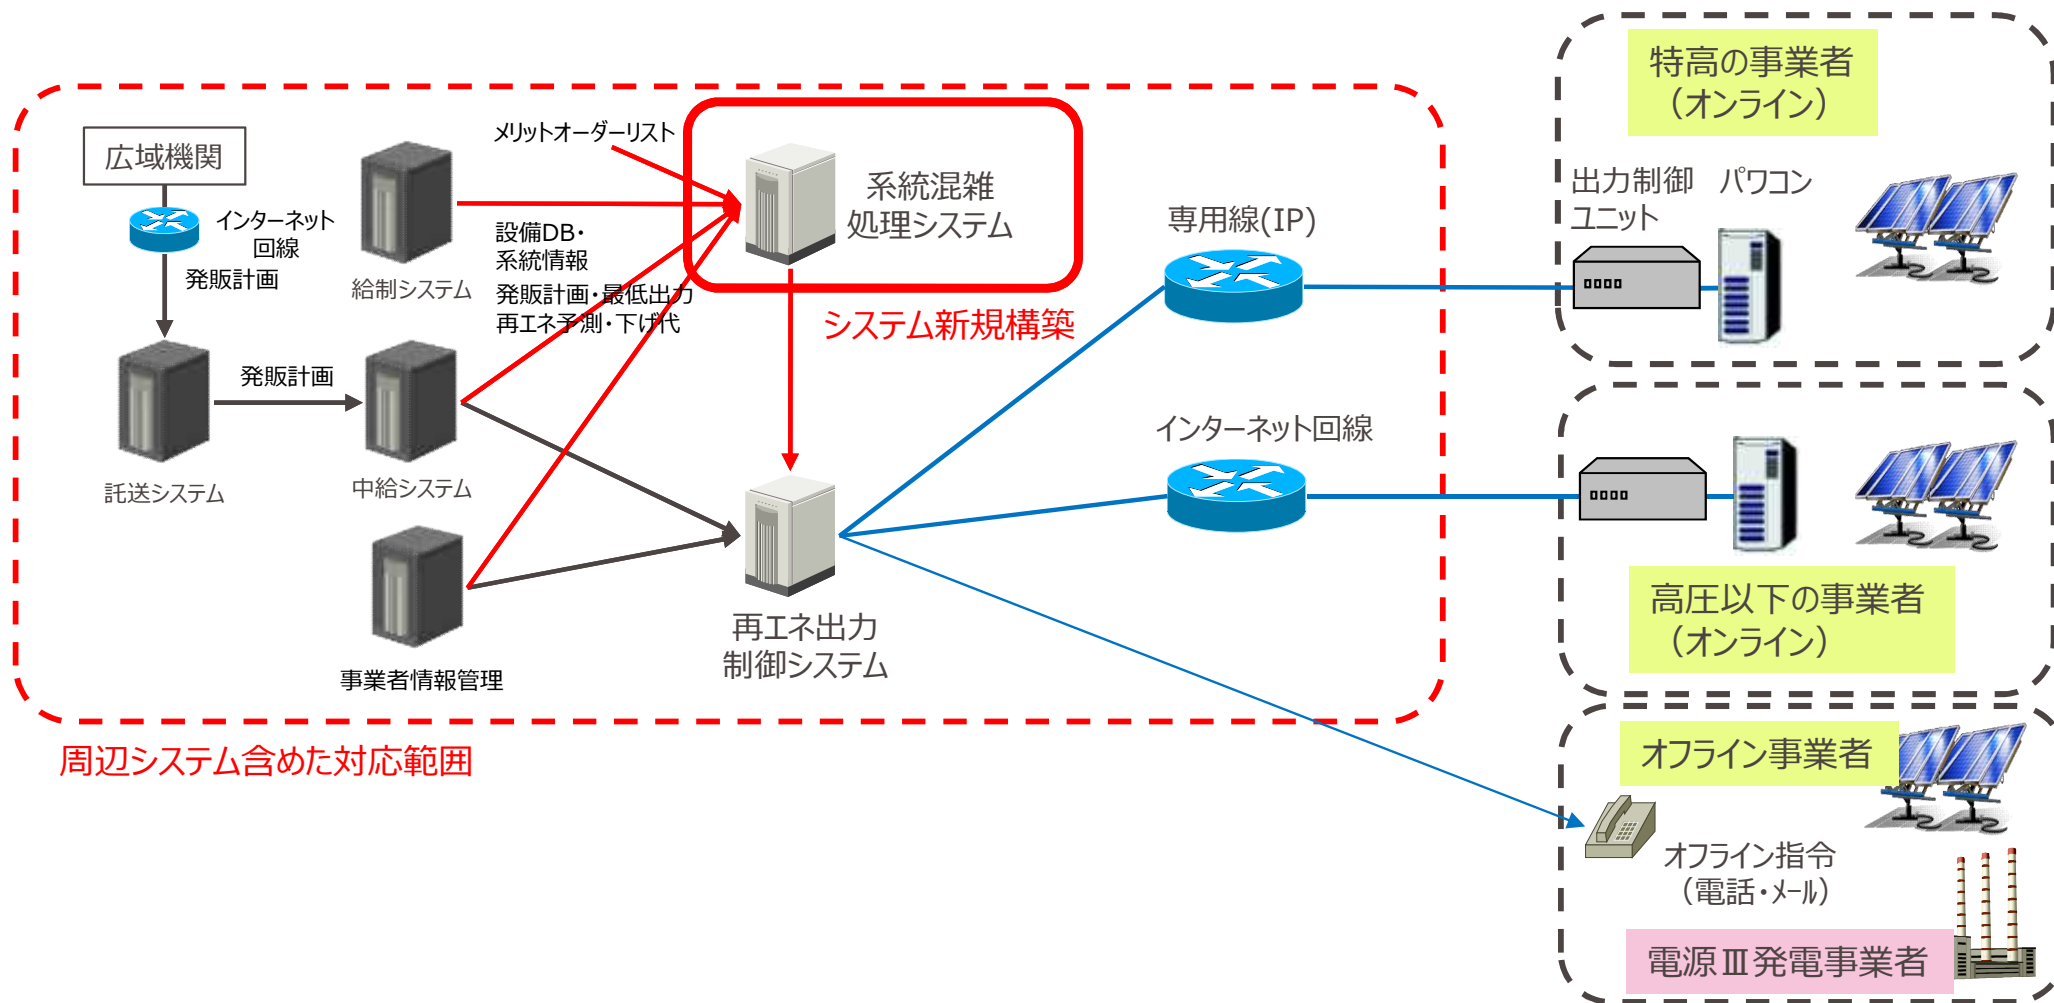 特高の事業者
（オンライン）
広域機関
メリットオーダーリスト
系統混雑
処理システム
出力制御
ユニット
パワコン
インターネット
回線
専用線(IP)
設備DB・
系統情報
発販計画
給制システム
発販計画・最低出力
再エネ予測・下げ代
システム新規構築
発販計画
インターネット回線
託送システム
中給システム
高圧以下の事業者
（オンライン）
再エネ出力
制御システム
事業者情報管理
周辺システム含めた対応範囲
オフライン事業者
オフライン指令
（電話・メール）
電源Ⅲ発電事業者